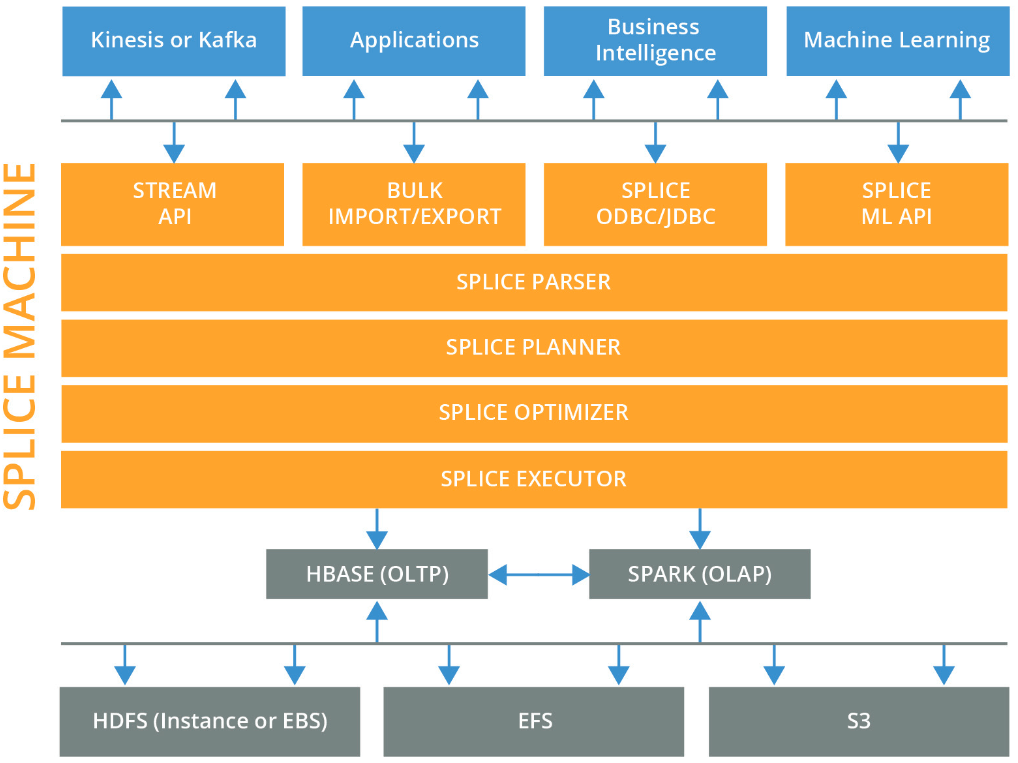 Kinesis or Kafka
Applications
Business
Intelligence
Machine Learning
SPLICE MACHINE
STREAM
API
BULK
IMPORT/EXPORT
SPLICE
ODBC/JDBC
SPLICE
ML API
SPLICE PARSER
SPLICE PLANNER
SPLICE OPTIMIZER
SPLICE EXECUTOR
HBASE (OLTP)
SPARK (OLAP)
HDFS (Instance or EBS)
EFS
S3